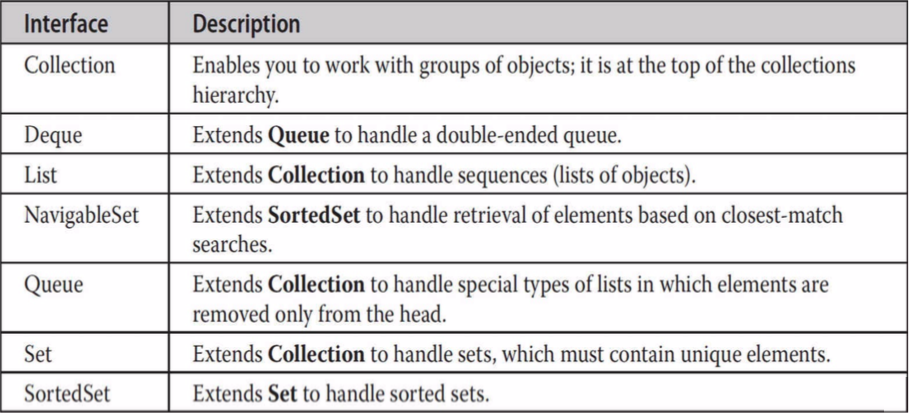 Interface Description
Collection Enables you to work with groups of objects; it is at the top of the collections
hierarchy.
Deque Extends Queue to handle a double-ended queue.
List Extends Collection to handle sequences (lists of objects).
NavigableSet Extends SortedSet to handle retrieval of elements based on closest-match
searches.
Queue Extends Collection to handle special types of lists in which elements are
removed only from the head.
Set Extends Collection to handle sets, which must contain unique elements.
SortedSet Extends Set to handle sorted sets.